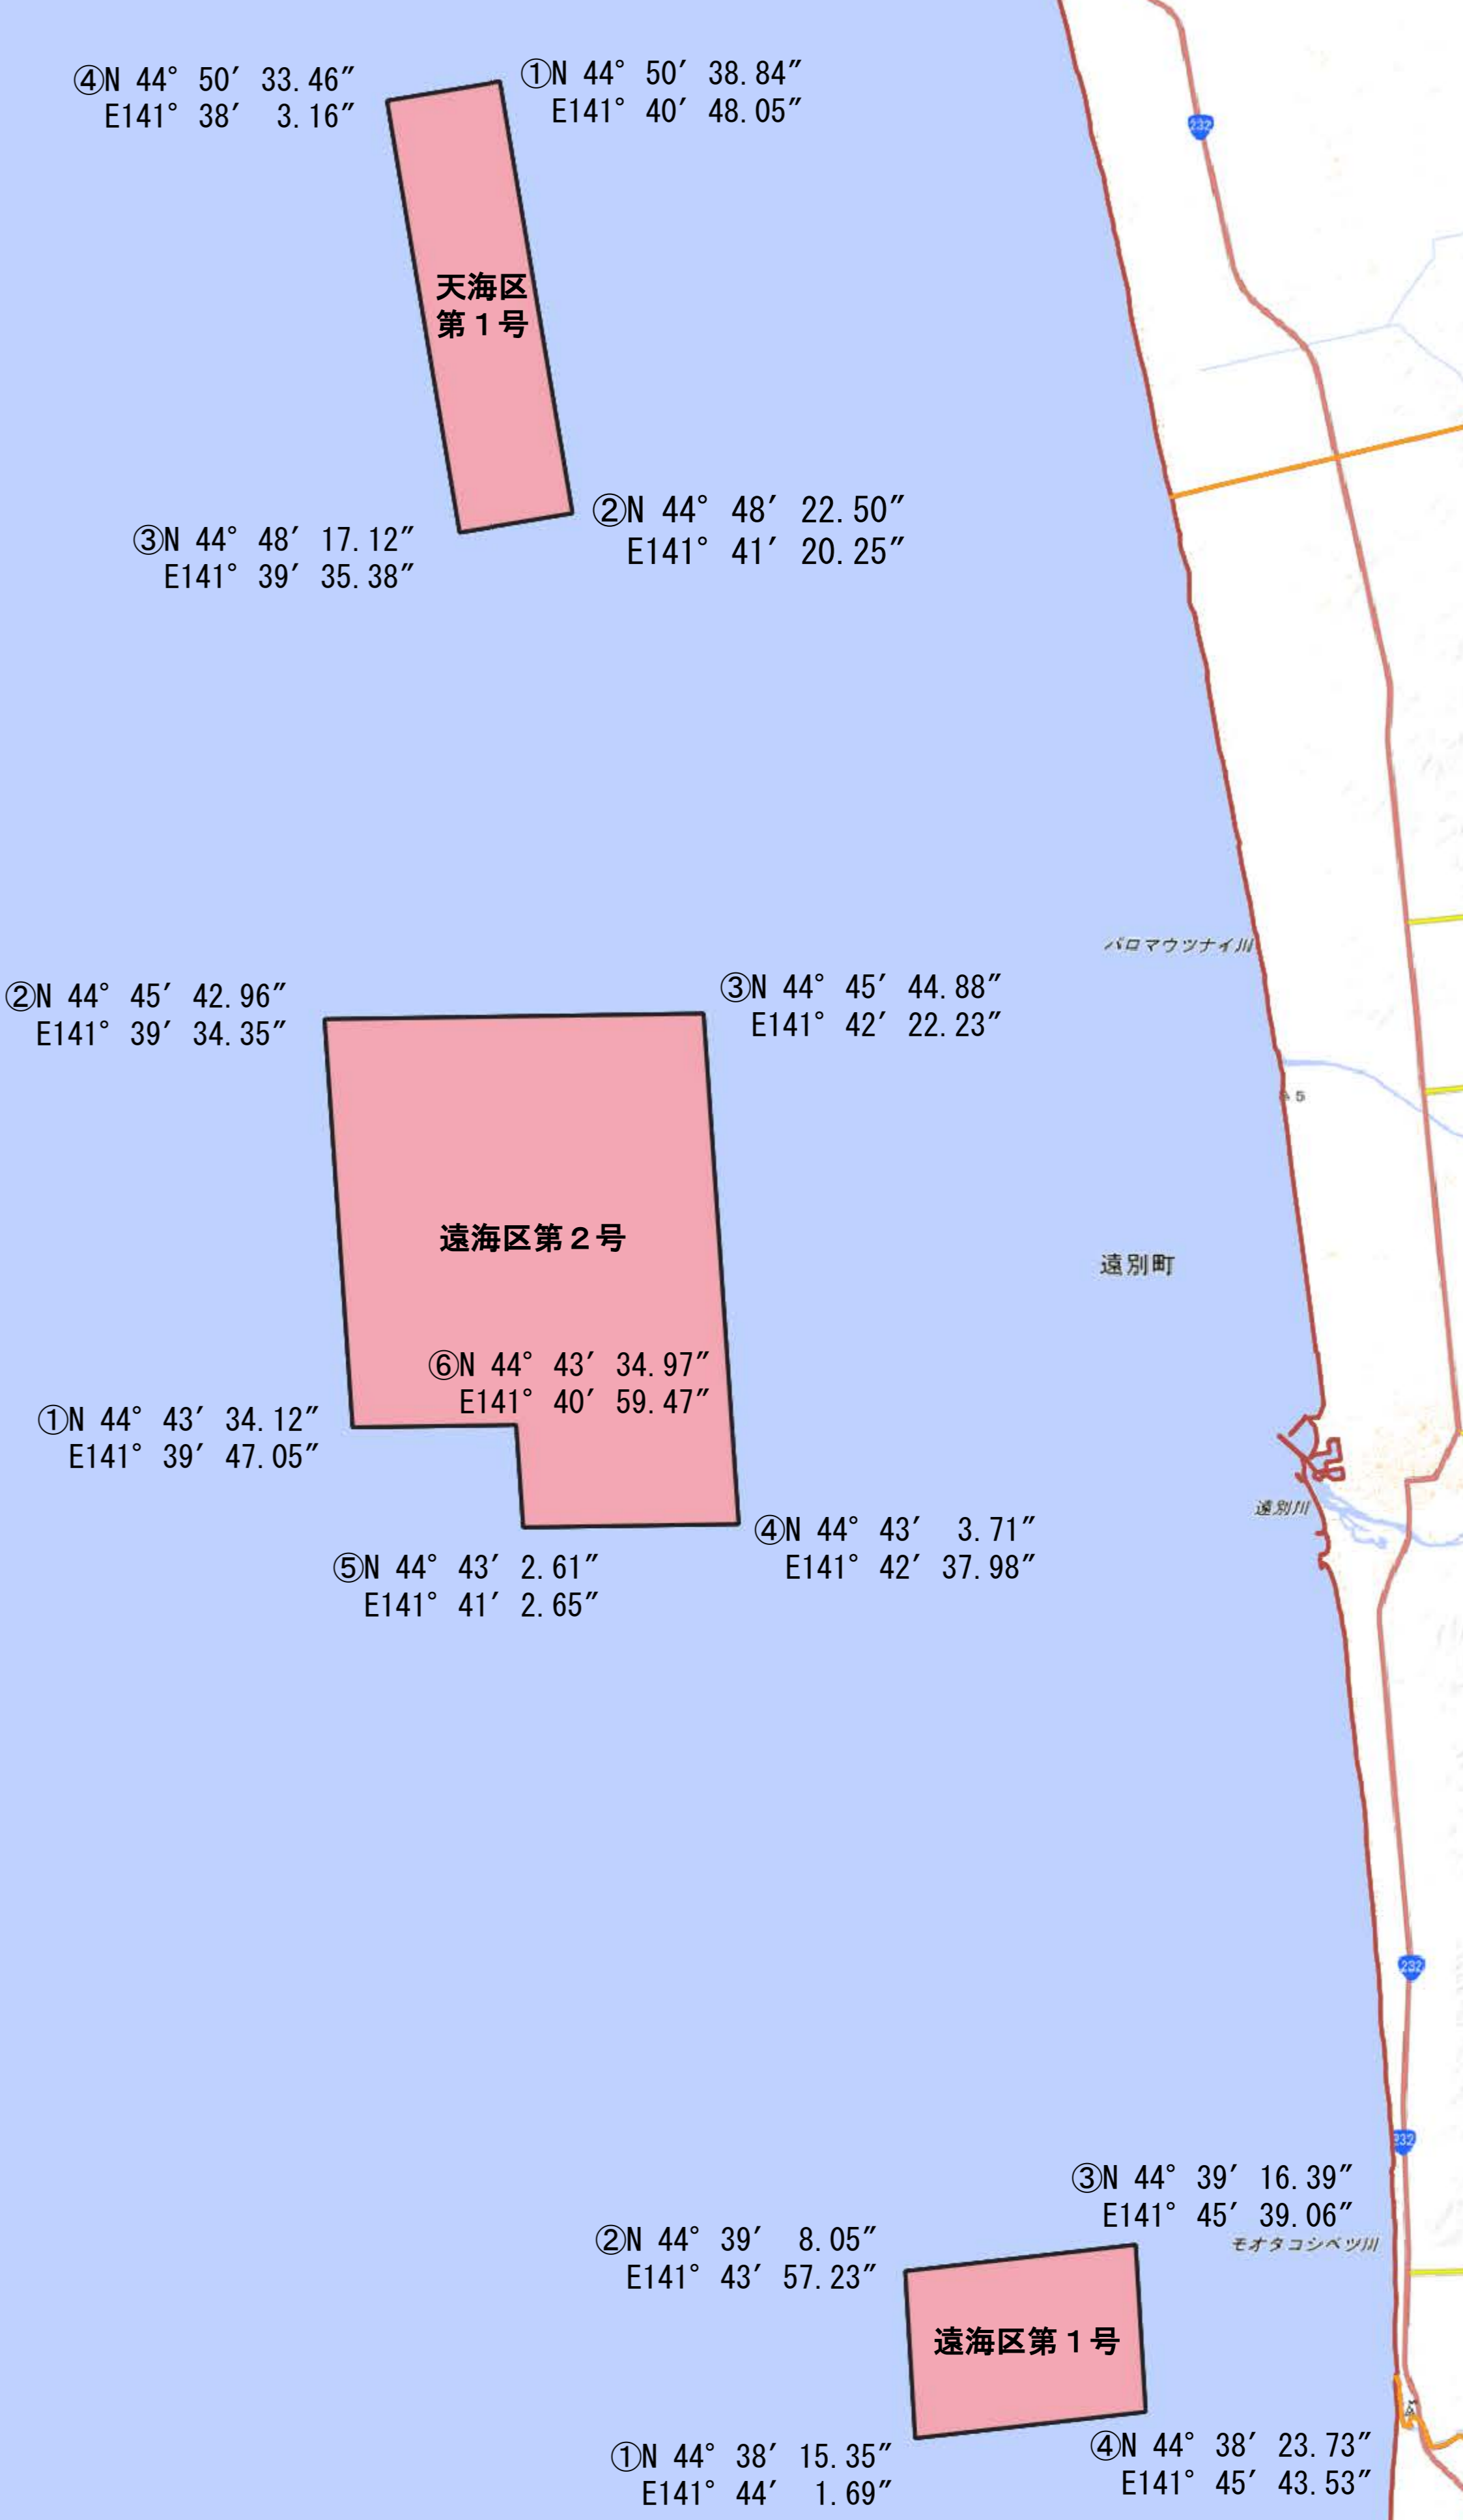 ④N 44° 50′ 33.46″
E141° 38′ 3.16″
①N 44° 50′ 38.84″
E141° 40′ 48.05″
232
天海区
第１号
②N 44° 48′ 22.50″
E141° 41′ 20.25″
③N 44° 48′ 17.12″
E141° 39′ 35.38″
パロマウツナイ川
②N 44° 45′ 42.96″
E141° 39′ 34.35″
③N 44° 45′ 44.88″
E141° 42′ 22.23″
5
遠海区第２号
遠別町
⑥N 44° 43′ 34.97″
E141° 40′ 59.47″
①N 44° 43′ 34.12″
E141° 39′ 47.05″
遠別川
④N 44° 43′ 3.71″
E141° 42′ 37.98″
⑤N 44° 43′ 2.61″
E141° 41′ 2.65″
232
232
③N 44° 39′ 16.39″
E141° 45′ 39.06″
モオタコシベツ川
②N 44° 39′ 8.05″
E141° 43′ 57.23″
遠海区第１号
①N 44° 38′ 15.35″
E141° 44′ 1.69″
④N 44° 38′ 23.73″
E141° 45′ 43.53″